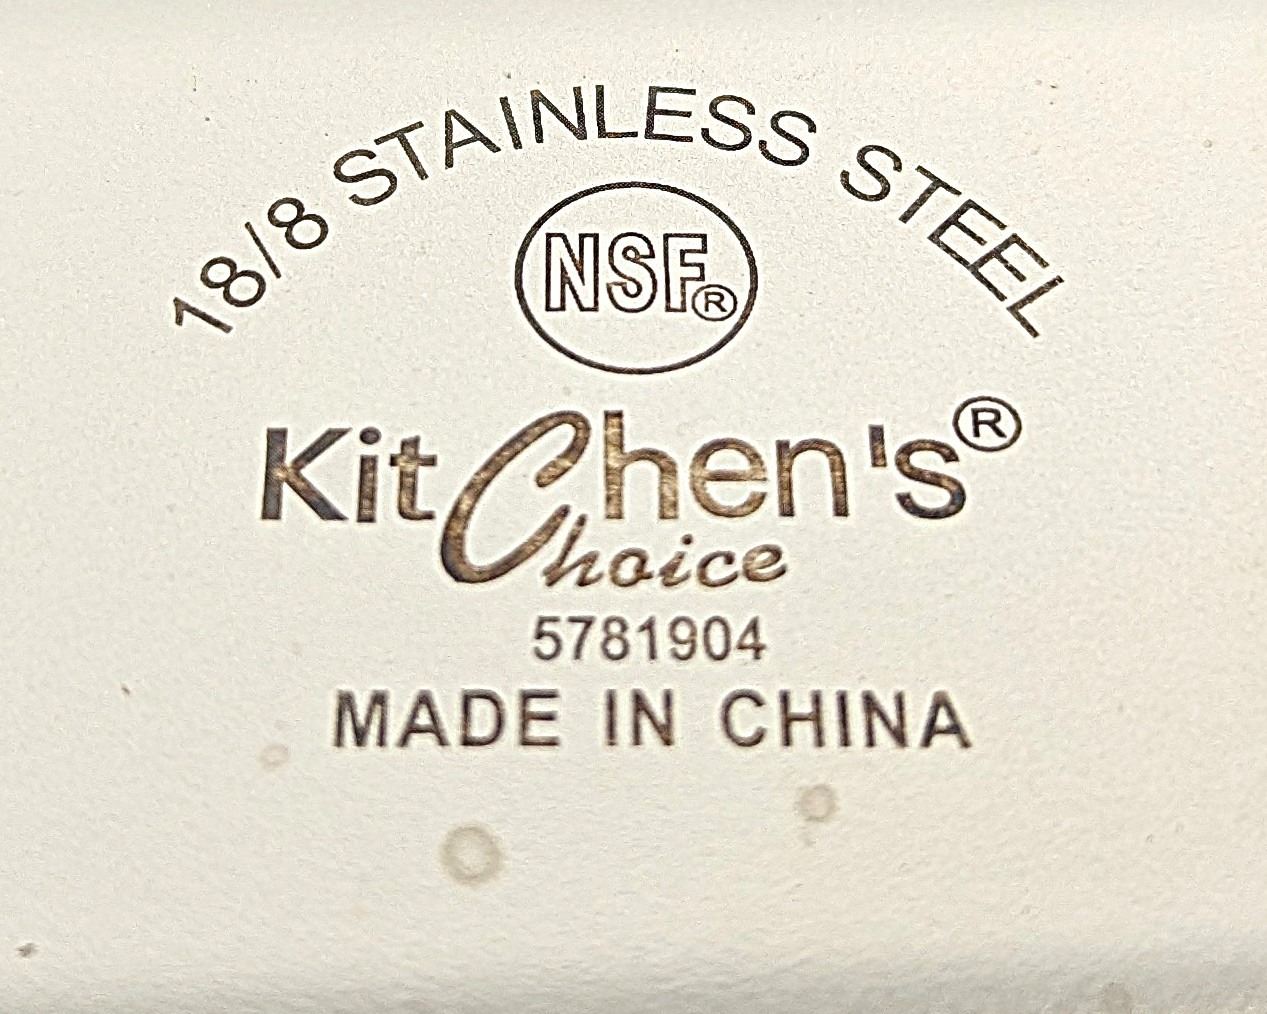 18/8 STAINLESS STEEL
NSF®
KitChen's®
Choice
5781904
MADE IN CHINA